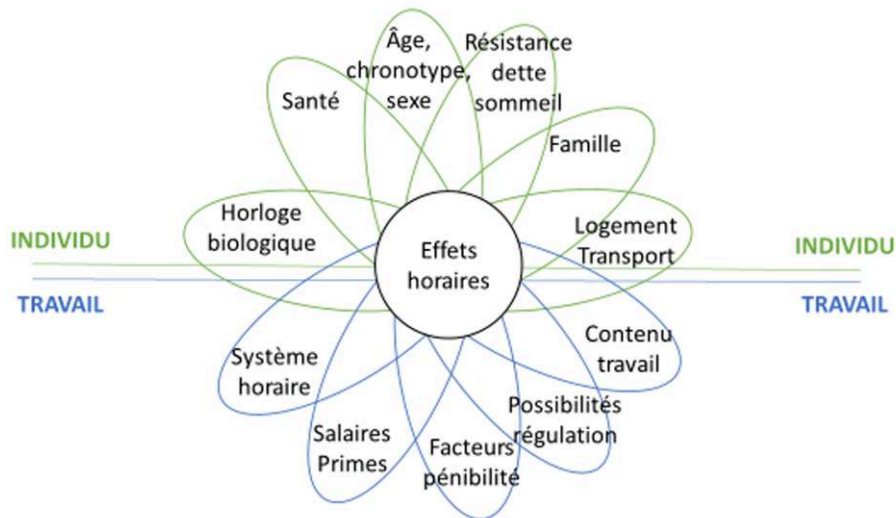 Âge,
chronotype,
sexe
Résistance
dette
sommeil
Santé
Famille
Horloge
biologique
Logement
Transport
INDIVIDU
INDIVIDU
Effets
horaires
TRAVAIL
TRAVAIL
Système
horaire
Contenu
travail
Salaires
Primes
Facteurs
pénibilité
Possibilités
régulation